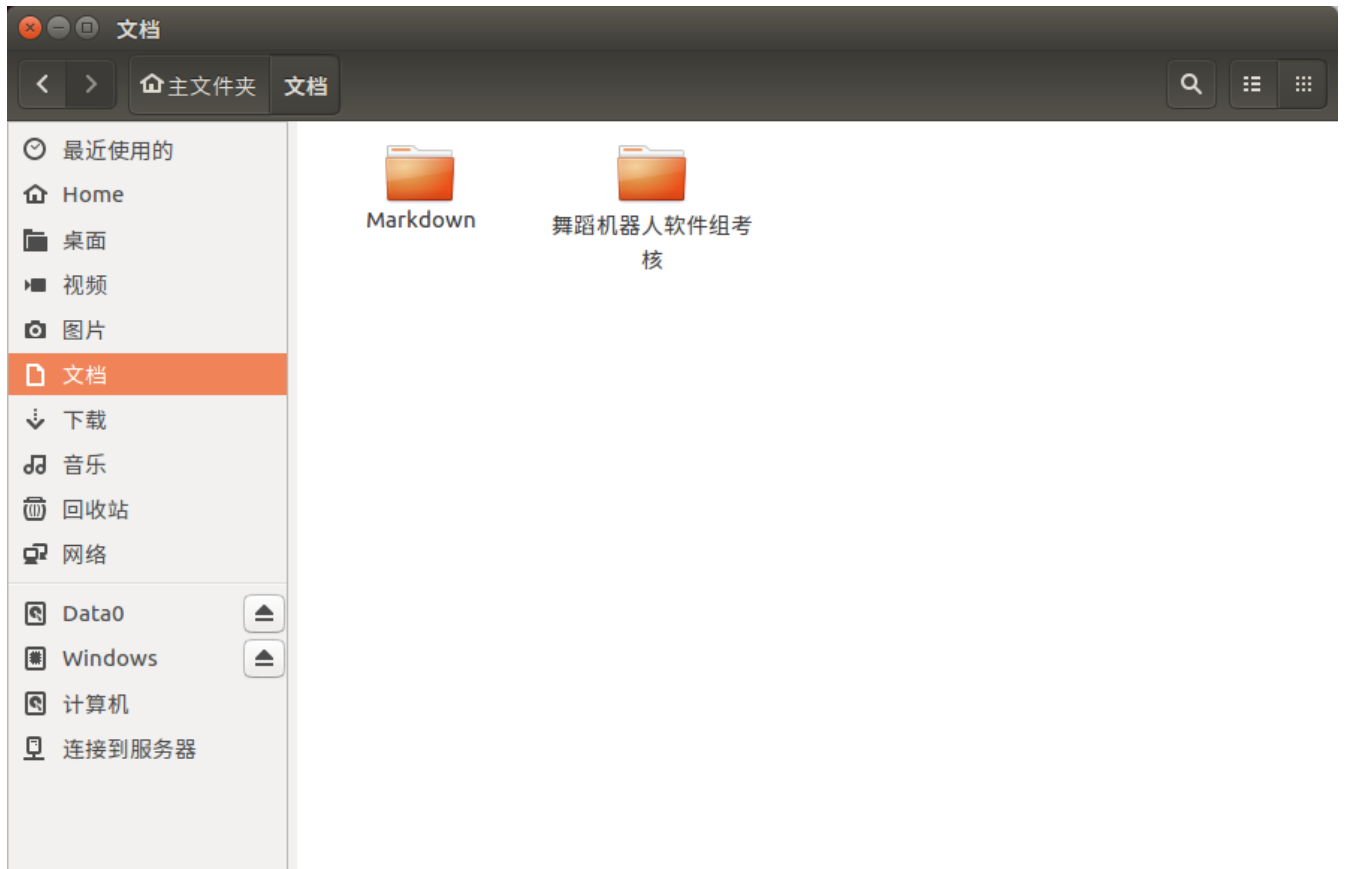 文档
主文件夹 文档
最近使用的
Home
桌面
视频
图片
文档
下载
音乐
回收站
网络
Data0
Windows
计算机
连接到服务器
Markdown
舞蹈机器人软件组考
核